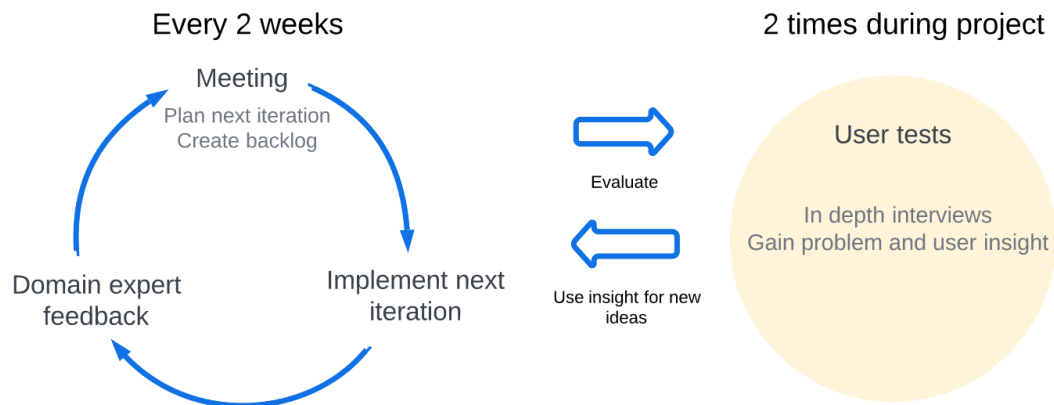 Every 2 weeks
Meeting
Plan next iteration
Create backlog
Implement next
iteration
Domain expert
feedback
Evaluate
Use insight for new
ideas
2 times during project
User tests
In depth interviews
Gain problem and user insight